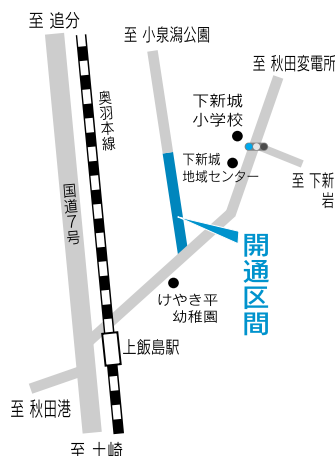 至 追分
至 小泉潟公園
至 秋田変電所
奥羽本線
下新城
小学校
下新城
地域センター
至 下新
岩
国道7号
開通区間
けやき平
幼稚園
上飯島駅
至 秋田港
至 土崎